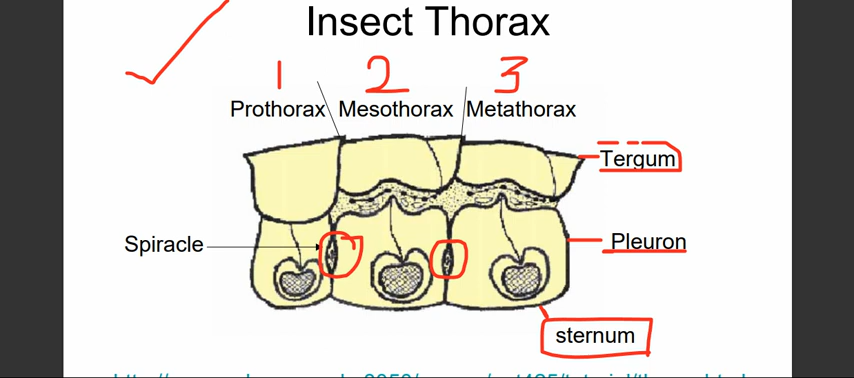 Insect Thorax
1 2 3
Prothorax Mesothorax Metathorax
Tergum
Spiracle
Pleuron
sternum